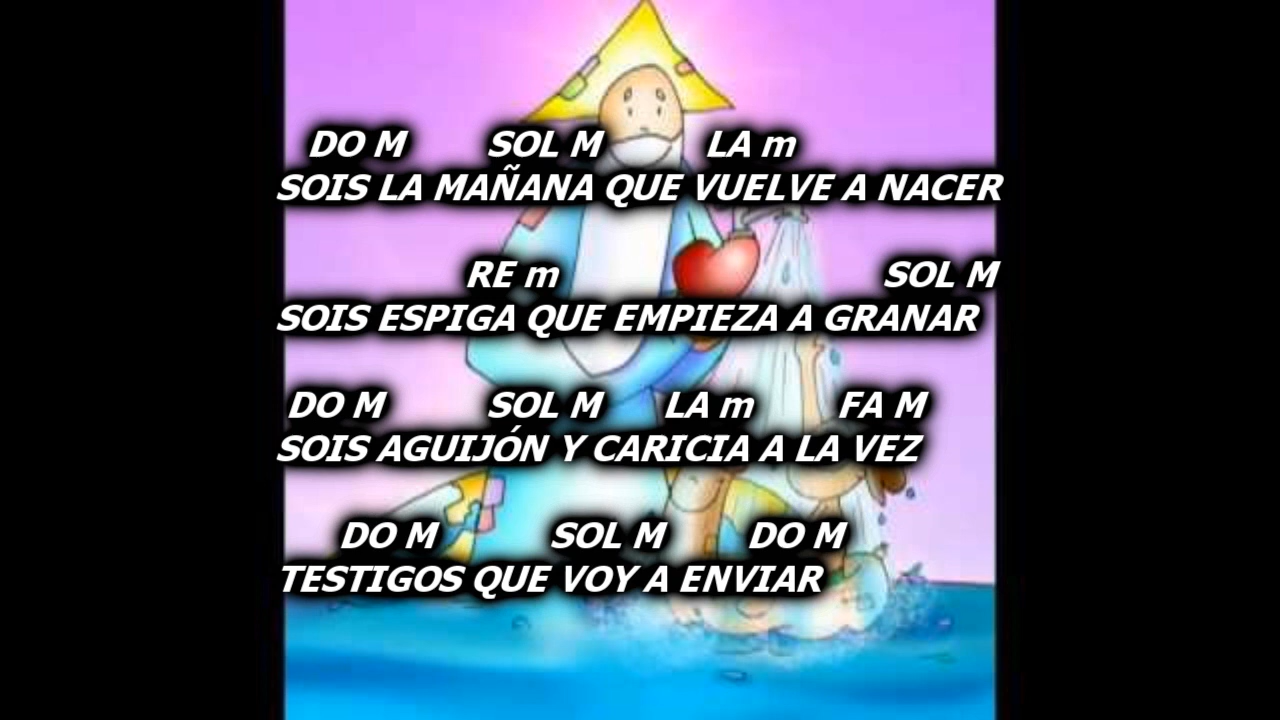 DO M SOL M LA m
SOIS LA MAÑANA QUE VUELVE A NACER
RE m SOL M
SOIS ESPIGA QUE EMPIEZA A GRANAR
DO M SOL M LA m FA M
SOIS AGUIJÓN Y CARICIA A LA VEZ
DO M SOL M DO M
TESTIGOS QUE VOY A ENVIAR